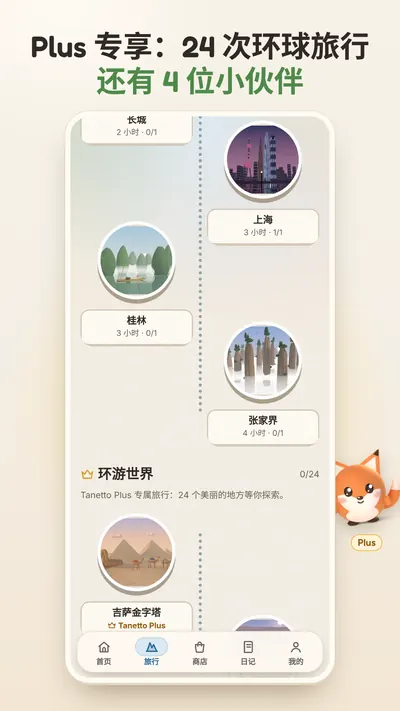 Plus 专享：24 次环球旅行
还有 4 位小伙伴
长城
2 小时 · 0/1
上海
3 小时 · 1/1
桂林
3 小时 · 0/1
张家界
4 小时 · 0/1
环游世界
0/24
Tanetto Plus 专属旅行：24 个美丽的地方等你探索。
Plus
吉萨金字塔
Tanetto Plus
首页
旅行
商店
日记
我的